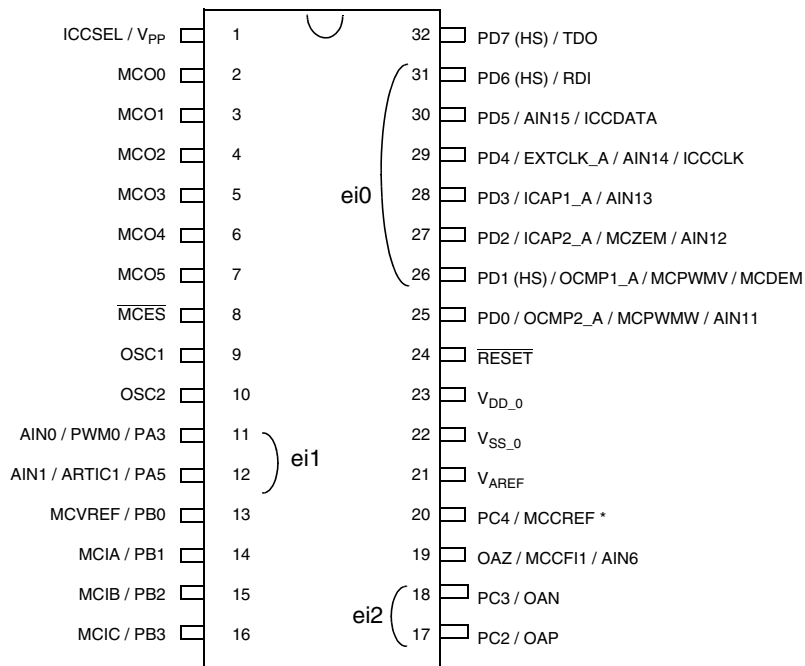 ICCSEL / VPP 1 32 PD7 (HS) / TDO
MCO0 2 31 PD6 (HS) / RDI
MCO1 3 30 PD5 / AIN15 / ICCDATA
MCO2 4 29 PD4 / EXTCLK_A / AIN14 / ICCCLK
MCO3 5 ei0 28 PD3 / ICAP1_A / AIN13
MCO4 6 27 PD2 / ICAP2_A / MCZEM / AIN12
MCO5 7 26 PD1 (HS) / OCMP1_A / MCPWMV / MCDEM
MCES 8 25 PD0 / OCMP2_A / MCPWMW / AIN11
OSC1 9 24 RESET
OSC2 10 23 VDD_0
AIN0 / PWM0 / PA3 11 22 VSS_0
ei1
AIN1 / ARTIC1 / PA5 12 21 VAREF
MCVREF / PB0 13 20 PC4 / MCCREF *
MCIA / PB1 14 19 OAZ / MCCFI1 / AIN6
MCIB / PB2 15 18 PC3 / OAN
ei2
MCIC / PB3 16 17 PC2 / OAP